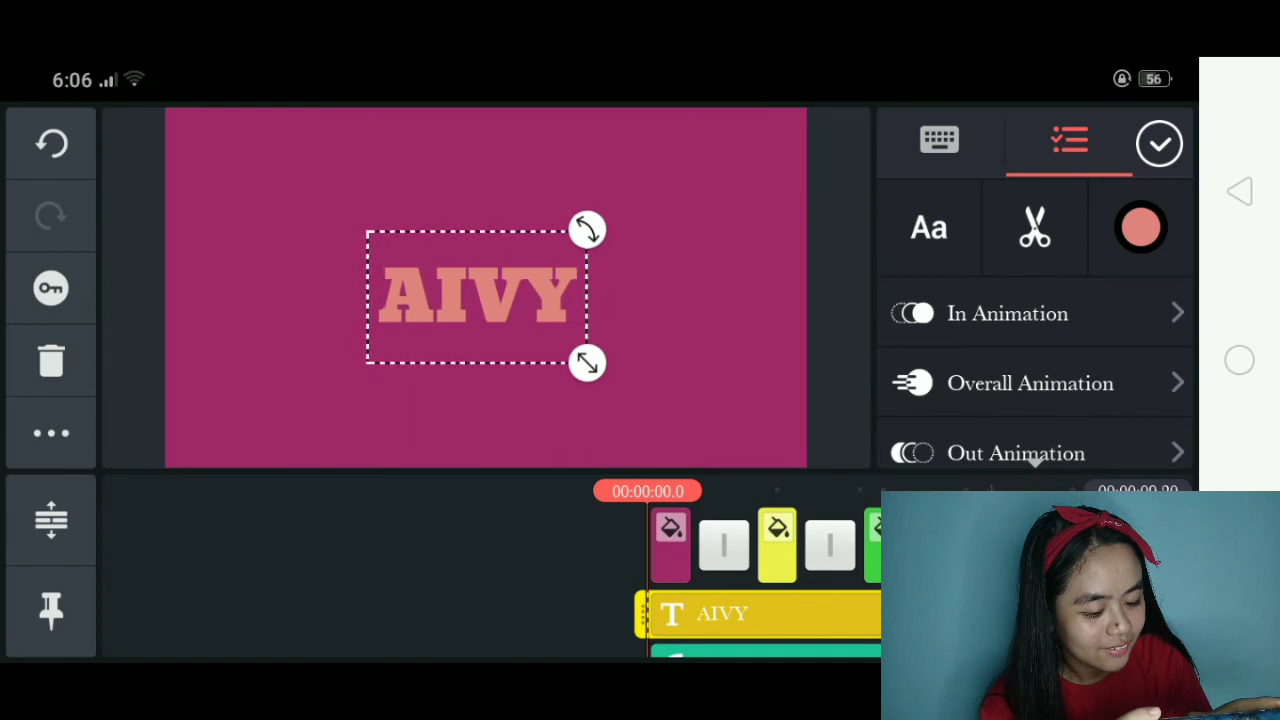 6:06
56
AIVY
Aa
In Animation
Overall Animation
Out Animation
00:00:00.0
T AIVY